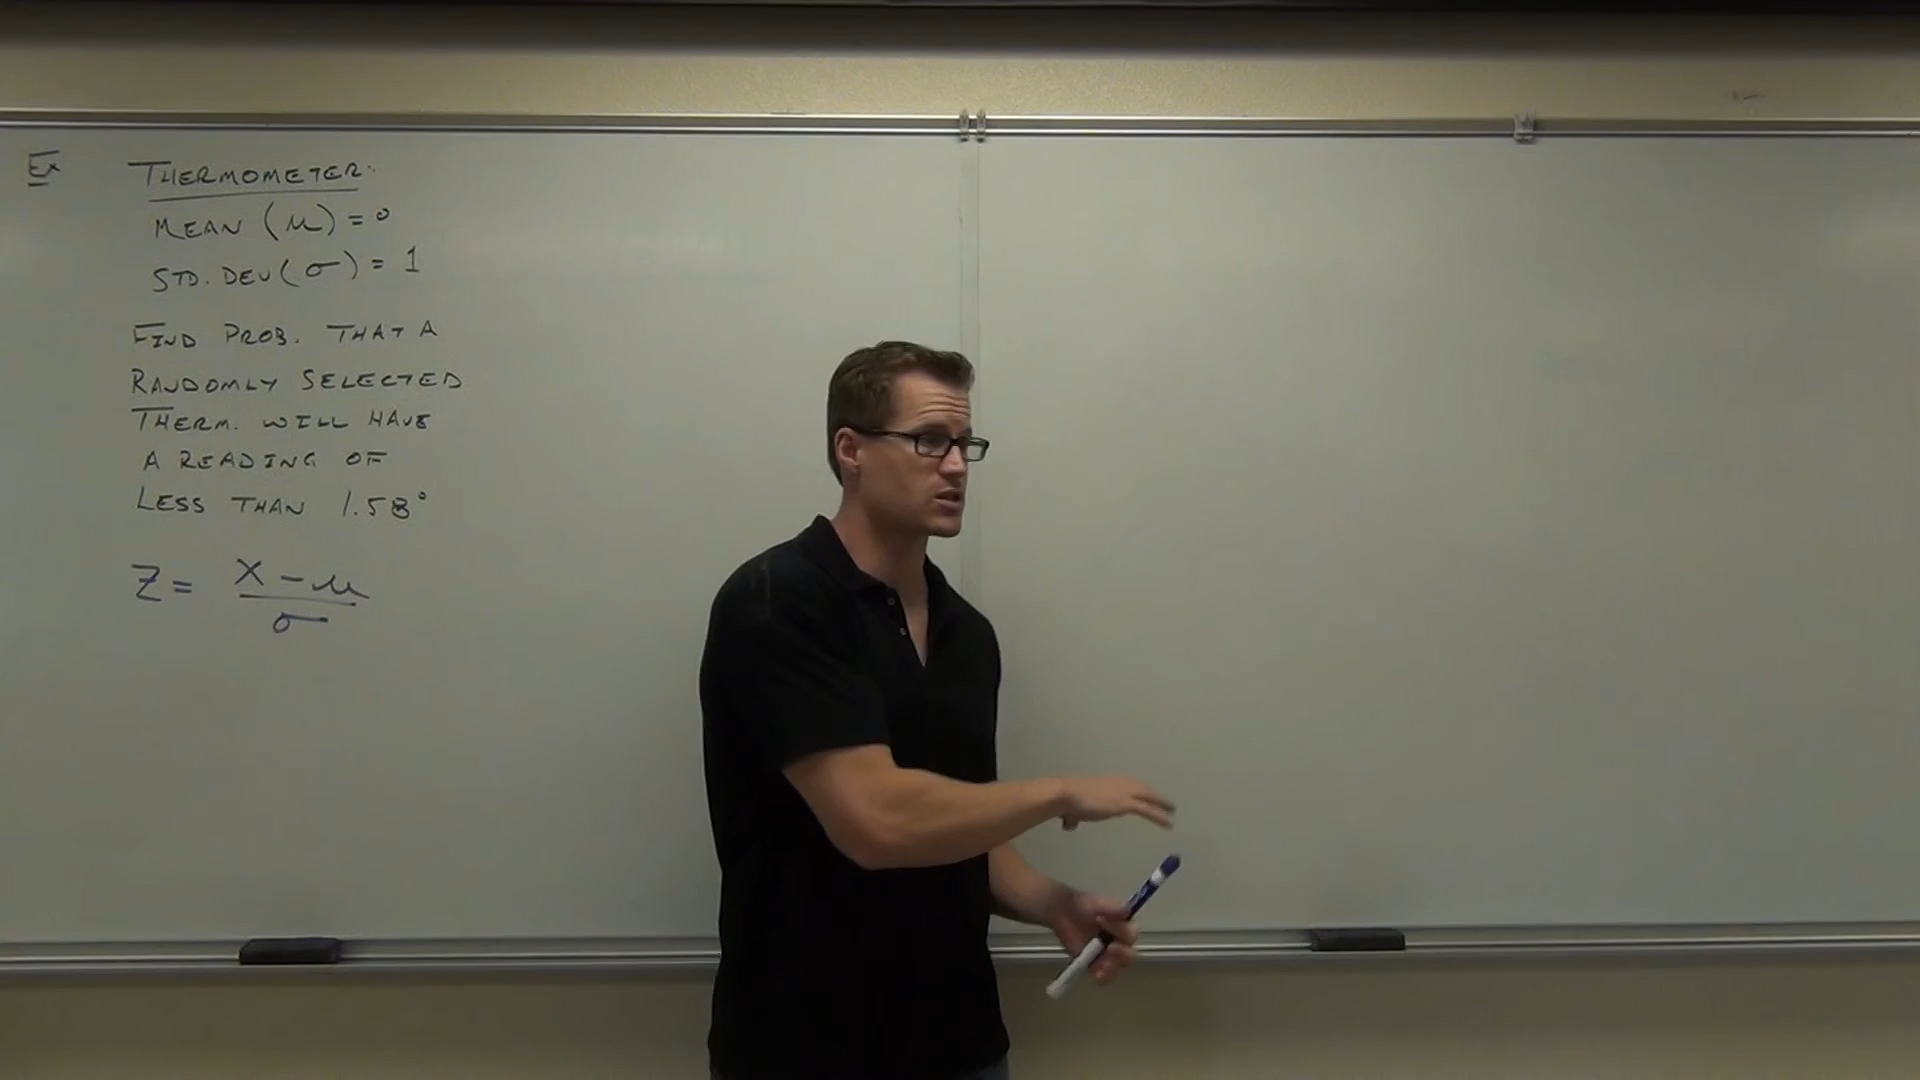 Ex
THERMOMETER:
MEAN (μ) = 0
STD. DEV (σ) = 1
FIND PROB. THAT A
RANDOMLY SELECTED
THERM. WILL HAVE
A READING OF
LESS THAN 1.58°
Z = x - μ
σ